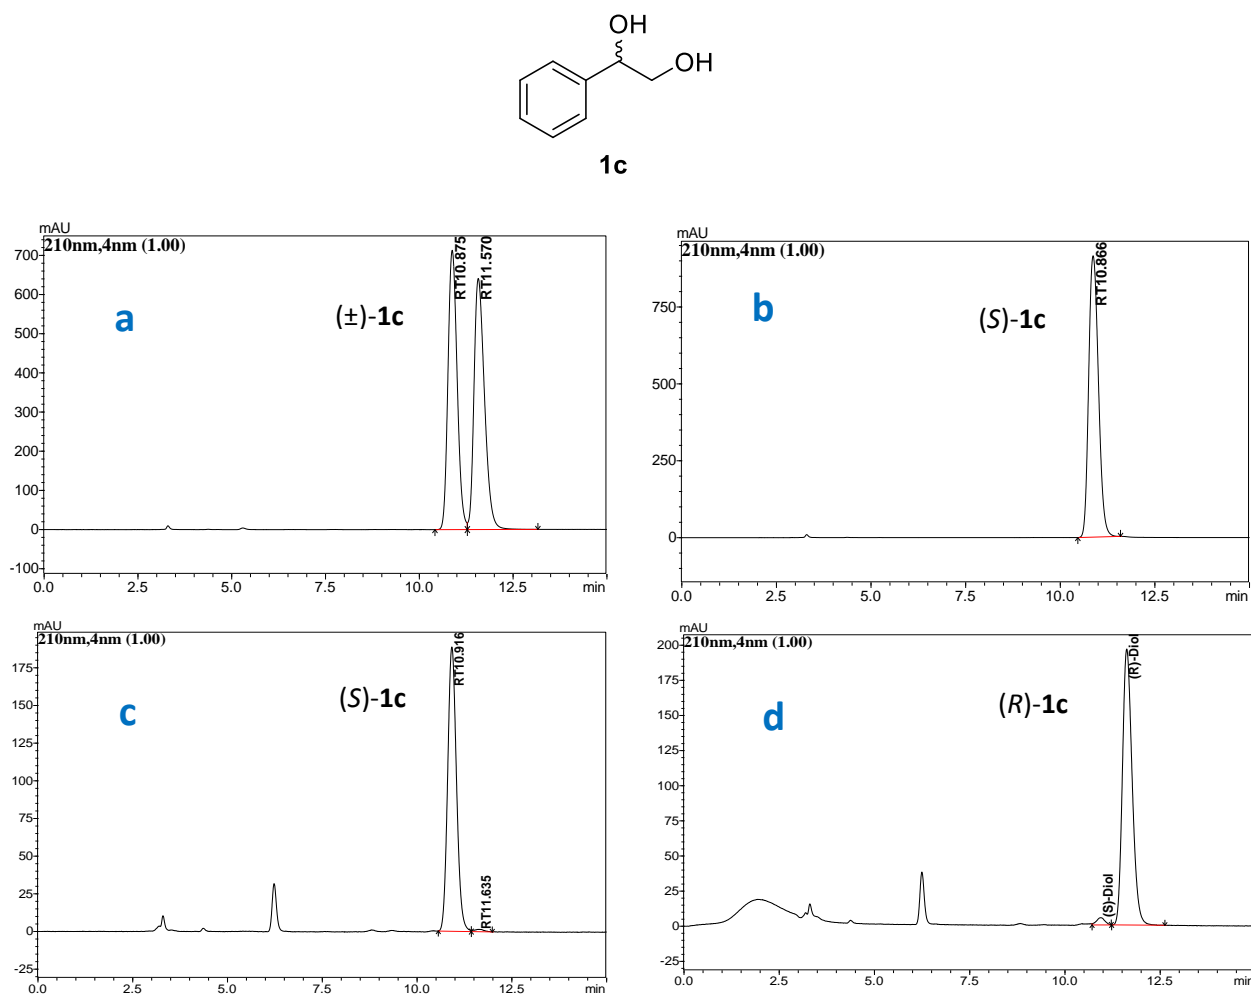 OH
OH
1c
mAU
210nm,4nm (1.00)
700
600
500
400
300
200
100
0
-100
0.0
2.5
5.0
7.5
10.0
12.5
min
a
(±)-1c
RT10.875
RT11.570
mAU
210nm,4nm (1.00)
750
500
250
0
0.0
2.5
5.0
7.5
10.0
12.5
min
b
(S)-1c
RT10.866
mAU
210nm,4nm (1.00)
175
150
125
100
75
50
25
0
-25
0.0
2.5
5.0
7.5
10.0
12.5
min
c
(S)-1c
RT10.916
RT11.635
mAU
210nm,4nm (1.00)
200
175
150
125
100
75
50
25
0
-25
0.0
2.5
5.0
7.5
10.0
12.5
min
d
(R)-1c
(S)-Diol
(R)-Diol